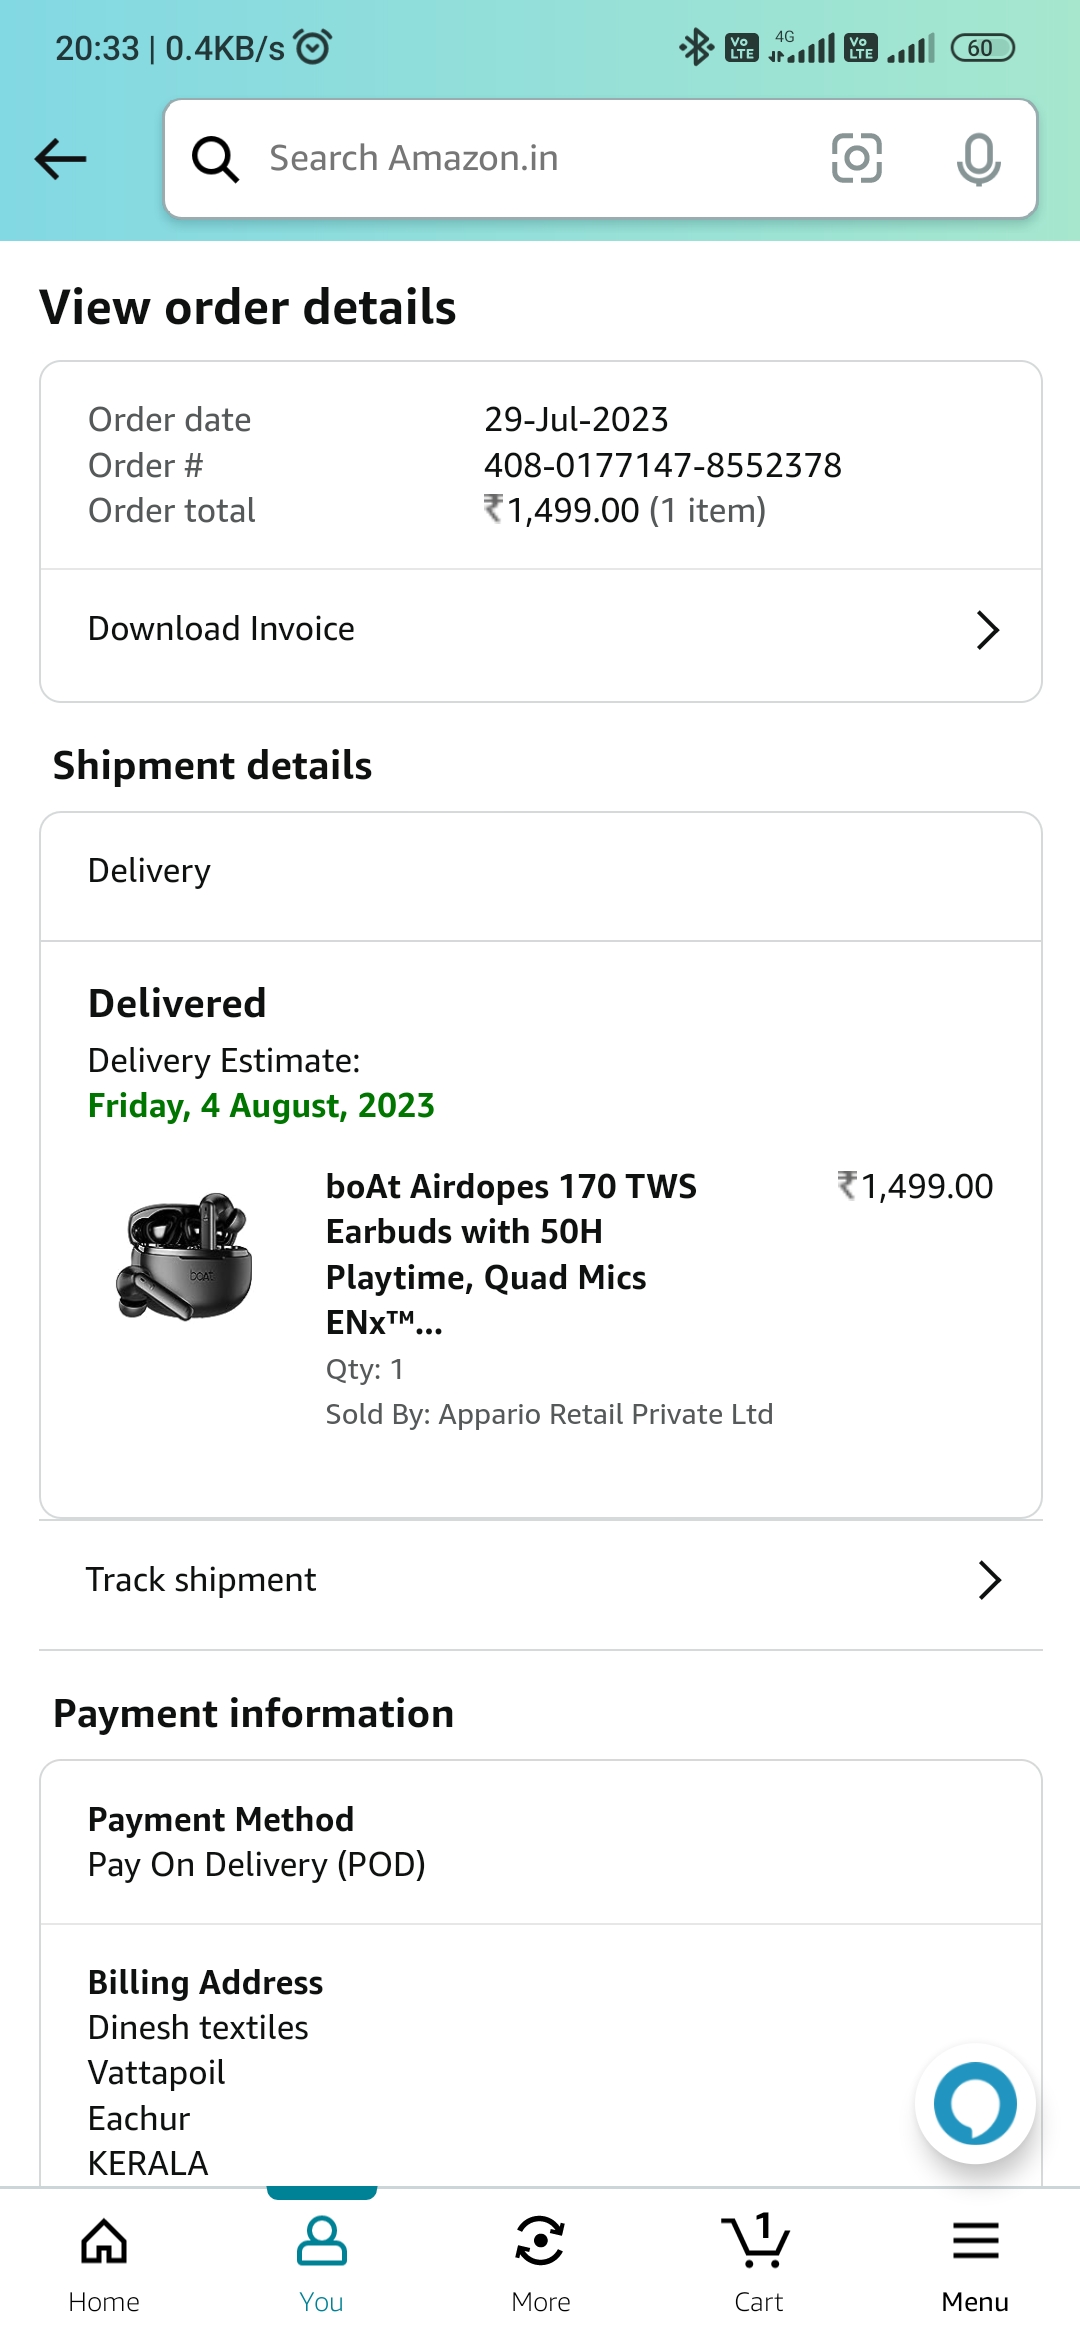 20:33 | 0.4KB/s
Vo LTE 4G Vo LTE 60
Search Amazon.in
View order details
Order date 29-Jul-2023
Order # 408-0177147-8552378
Order total ₹1,499.00 (1 item)
Download Invoice
Shipment details
Delivery
Delivered
Delivery Estimate:
Friday, 4 August, 2023
boAt Airdopes 170 TWS ₹1,499.00
Earbuds with 50H
Playtime, Quad Mics
ENx™...
Qty: 1
Sold By: Appario Retail Private Ltd
boAt
Track shipment
Payment information
Payment Method
Pay On Delivery (POD)
Billing Address
Dinesh textiles
Vattapoil
Eachur
KERALA
1
Home You More Cart Menu